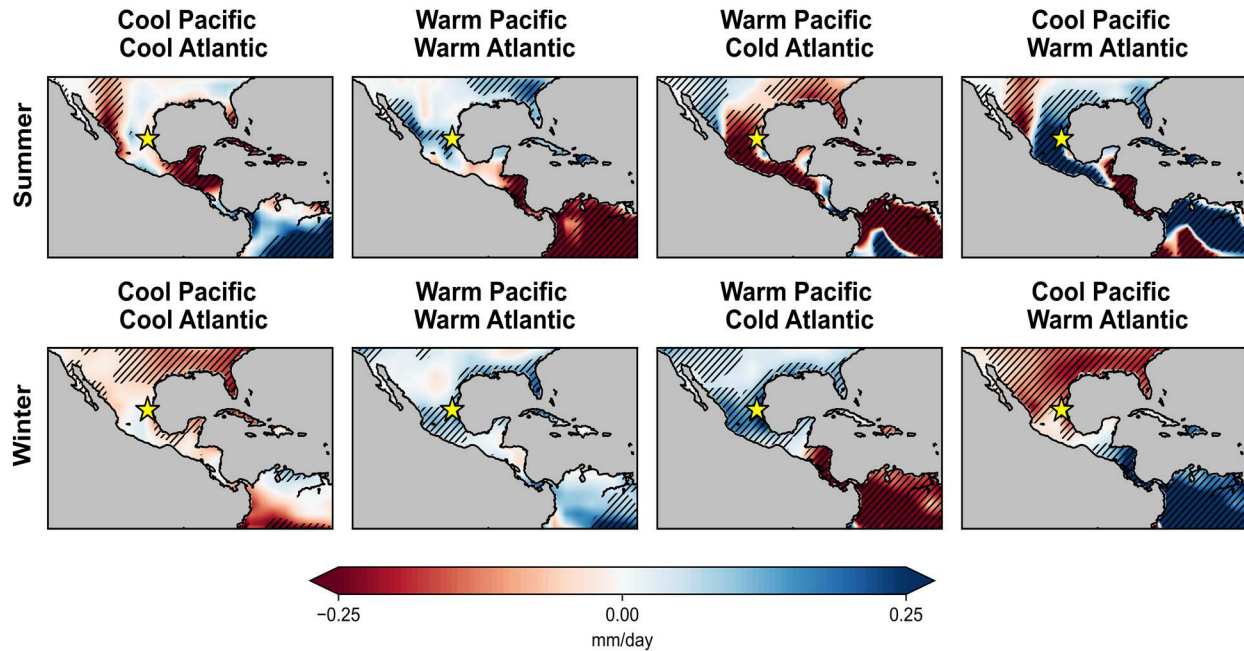 Cool Pacific
Cool Atlantic
Warm Pacific
Warm Atlantic
Warm Pacific
Cold Atlantic
Cool Pacific
Warm Atlantic
Summer
Cool Pacific
Cool Atlantic
Warm Pacific
Warm Atlantic
Warm Pacific
Cold Atlantic
Cool Pacific
Warm Atlantic
Winter
−0.25
0.00
0.25
mm/day